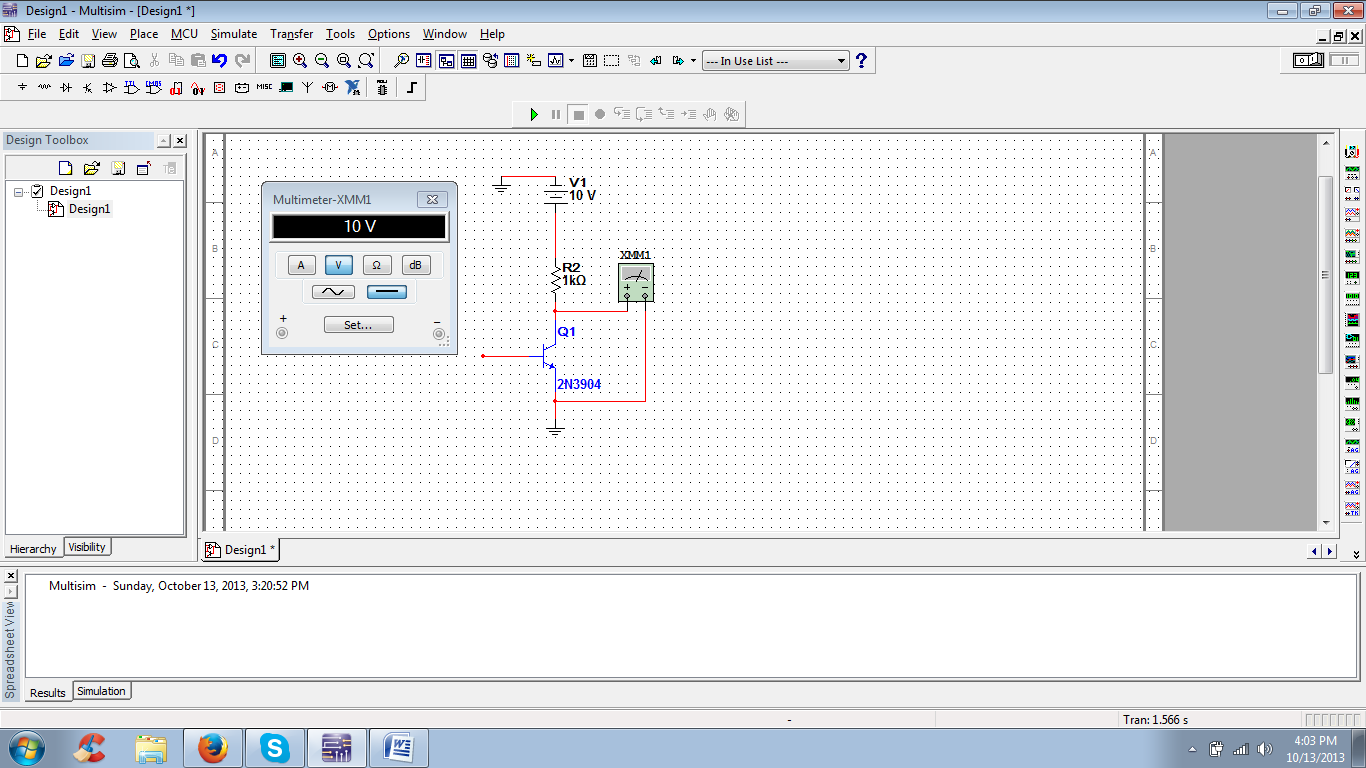 Design1 - Multisim - [Design1 *]
File Edit View Place MCU Simulate Transfer Tools Options Window Help
--- In Use List --- ?
MISC
Design Toolbox
Design1
Design1
Hierarchy Visibility
A A
B B
C C
D D
Multimeter-XMM1
10 V
A V Ω dB
+ Set... -
V1
10 V
R2
1kΩ
XMM1
+ -
Q1
2N3904
Design1 *
Multisim - Sunday, October 13, 2013, 3:20:52 PM
Spreadsheet View
Results Simulation
- Tran: 1.566 s
4:03 PM
10/13/2013